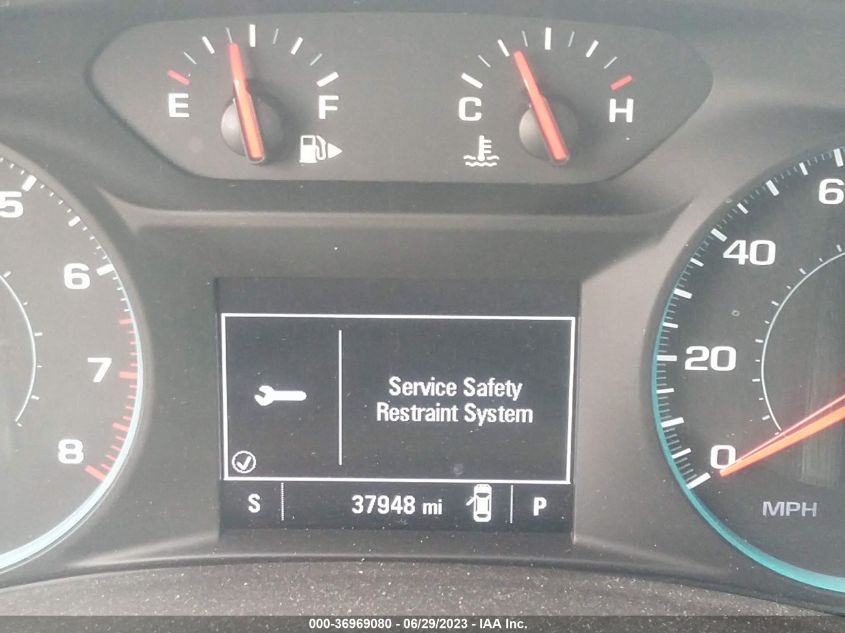 E F
C H
5
6
7
8
6
40
20
0
MPH
Service Safety
Restraint System
S 37948 mi P
000-36969080 - 06/29/2023 - IAA Inc.